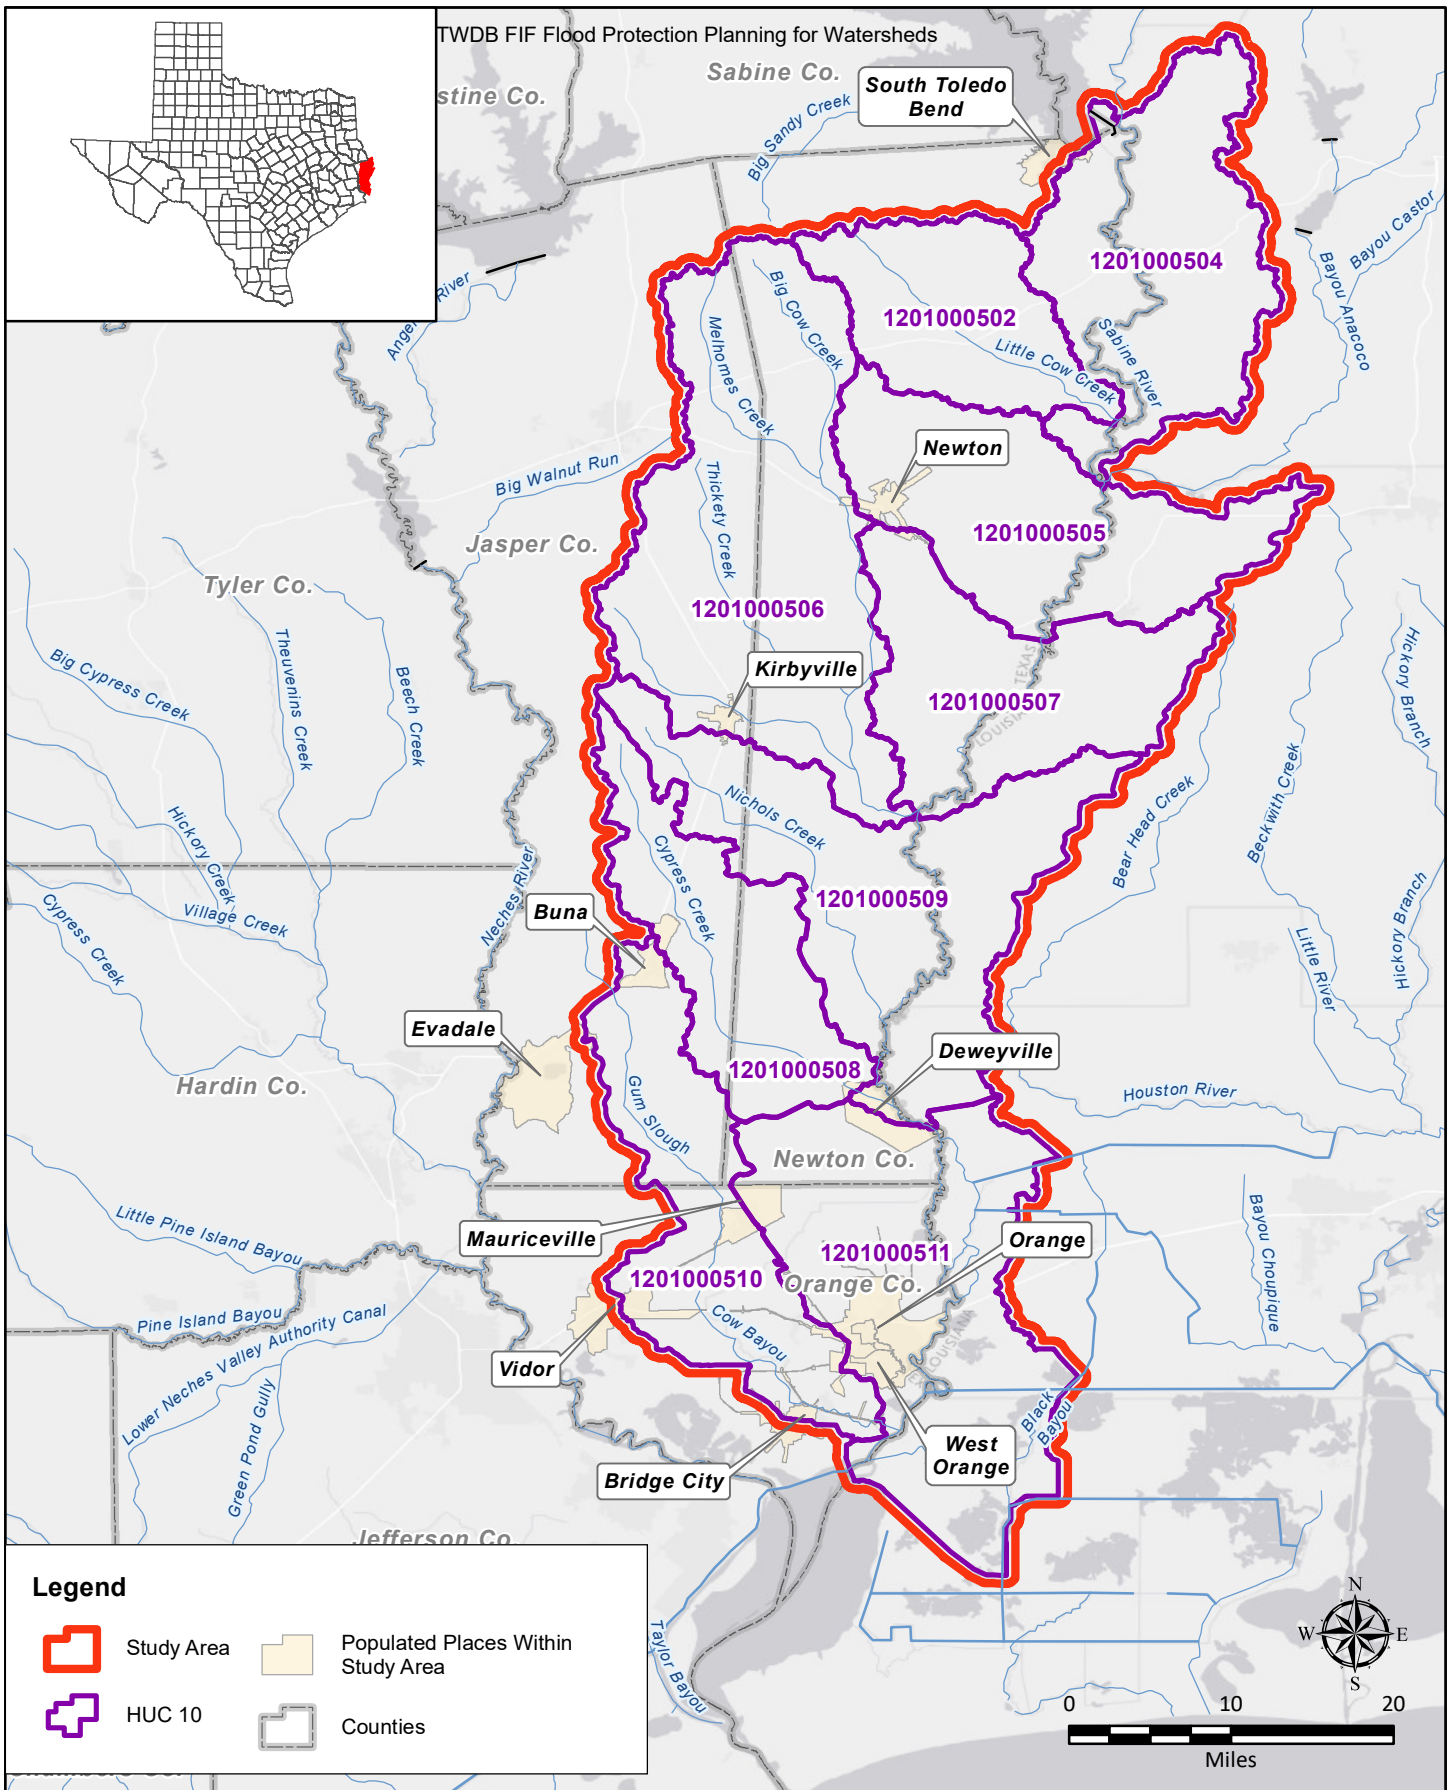 TWDB FIF Flood Protection Planning for Watersheds
Sabine Co.
stine Co.
South Toledo
Bend
Big Sandy Creek
Bayou Castor
Bayou Anacoco
1201000504
River
Ange
Big Cow Creek
1201000502
Melhomes Creek
Little Cow Creek
Sabine River
Newton
Big Walnut Run
Thickety Creek
1201000505
Jasper Co.
Tyler Co.
1201000506
Theuvenins Creek
Big Cypress Creek
Beech Creek
Hickory Branch
Kirbyville
TEXAS
LOUISIA
1201000507
Nichols Creek
Bear Head Creek
Beckwith Creek
Hickory Creek
Cypress Creek
Neches River
1201000509
Buna
Village Creek
Cypress Creek
Little River
Hickory Branch
Evadale
Deweyville
1201000508
Hardin Co.
Gum Slough
Houston River
Newton Co.
Little Pine Island Bayou
Mauriceville
Orange
Bayou Choupique
1201000511
1201000510
Orange Co.
Pine Island Bayou
Lower Neches Valley Authority Canal
Cow Bayou
LOUISIANA
Vidor
Green Pond Gully
Black
Bayou
West
Orange
Bridge City
Jefferson Co.
Taylor Bayou
Legend
Study Area
Populated Places Within
Study Area
HUC 10
Counties
N
W
E
S
0 10 20
Miles